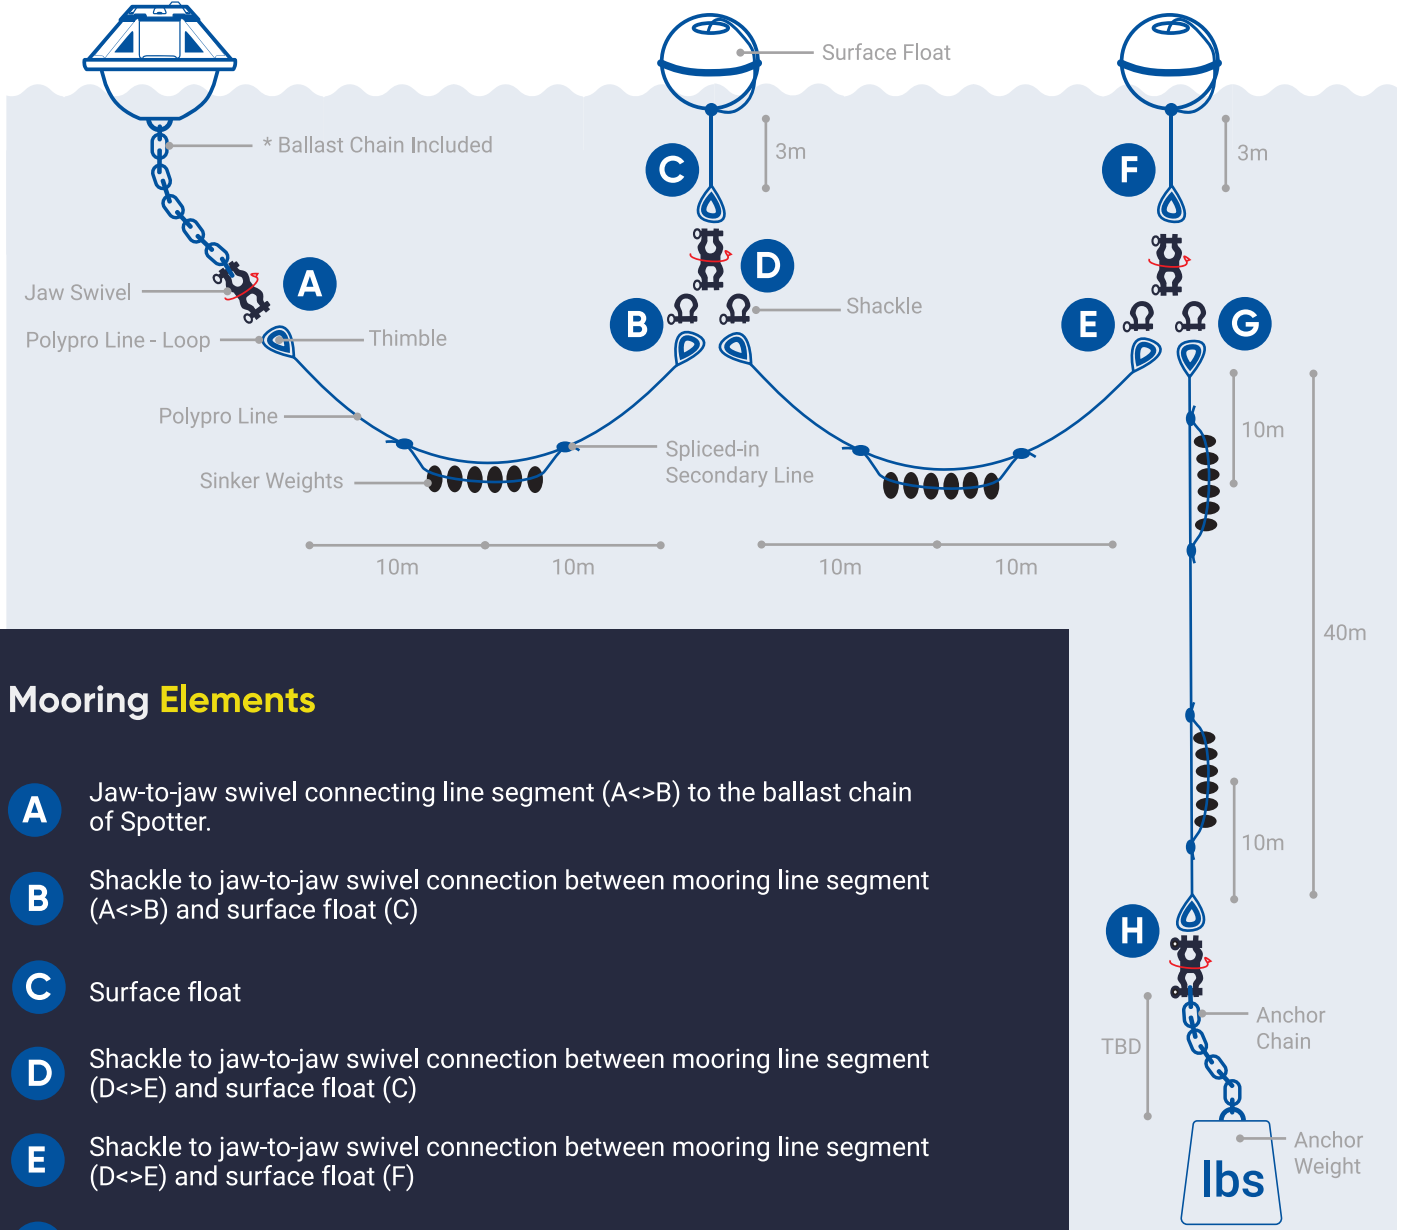 Surface Float
* Ballast Chain Included
C
3m
F
3m
A
D
Jaw Swivel
B
Shackle
E
G
Polypro Line - Loop
Thimble
Polypro Line
10m
Spliced-in
Secondary Line
Sinker Weights
10m
10m
10m
10m
40m
Mooring Elements
A
Jaw-to-jaw swivel connecting line segment (A<>B) to the ballast chain
of Spotter.
B
Shackle to jaw-to-jaw swivel connection between mooring line segment
(A<>B) and surface float (C)
C
Surface float
D
Shackle to jaw-to-jaw swivel connection between mooring line segment
(D<>E) and surface float (C)
E
Shackle to jaw-to-jaw swivel connection between mooring line segment
(D<>E) and surface float (F)
10m
H
TBD
Anchor
Chain
Anchor
Weight
lbs